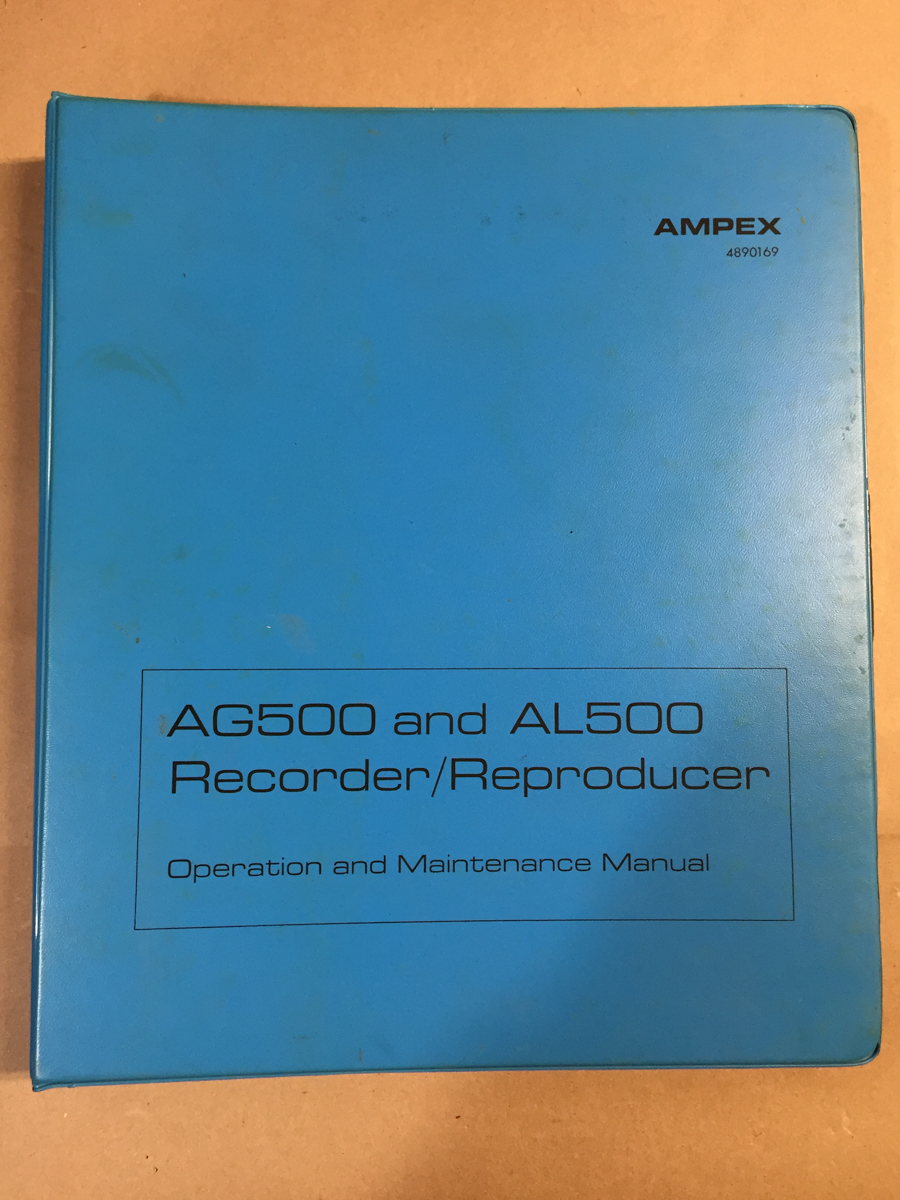 AMPEX
4890169
AG500 and AL500
Recorder/Reproducer
Operation and Maintenance Manual